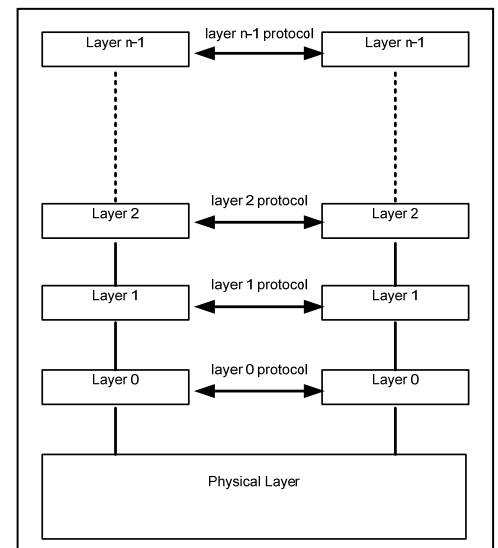 Layer n-1 layer n-1 protocol Layer n-1
Layer 2 layer 2 protocol Layer 2
Layer 1 layer 1 protocol Layer 1
Layer 0 layer 0 protocol Layer 0
Physical Layer